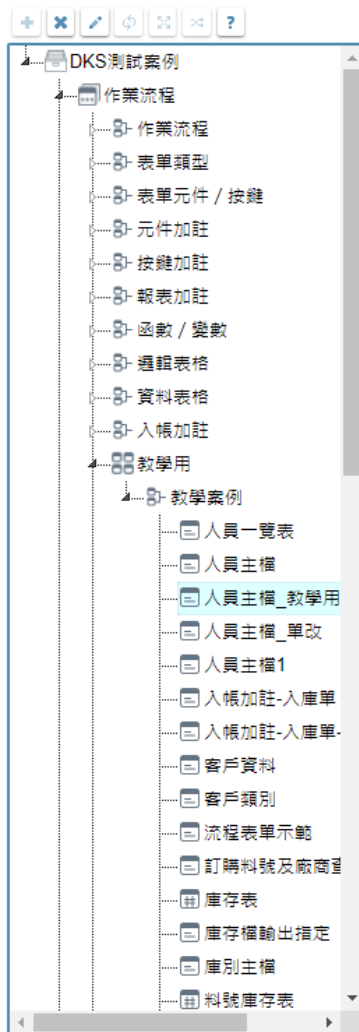 ?
DKS測試案例
作業流程
作業流程
表單類型
表單元件 / 按鍵
元件加註
按鍵加註
報表加註
函數 / 變數
邏輯表格
資料表格
入帳加註
教學用
教學案例
人員一覽表
人員主檔
人員主檔_教學用
人員主檔_單改
人員主檔1
入帳加註-入庫單
入帳加註-入庫單-
客戶資料
客戶類別
流程表單示範
訂購料號及廠商
庫存表
庫存檔輸出指定
庫別主檔
料號庫存表